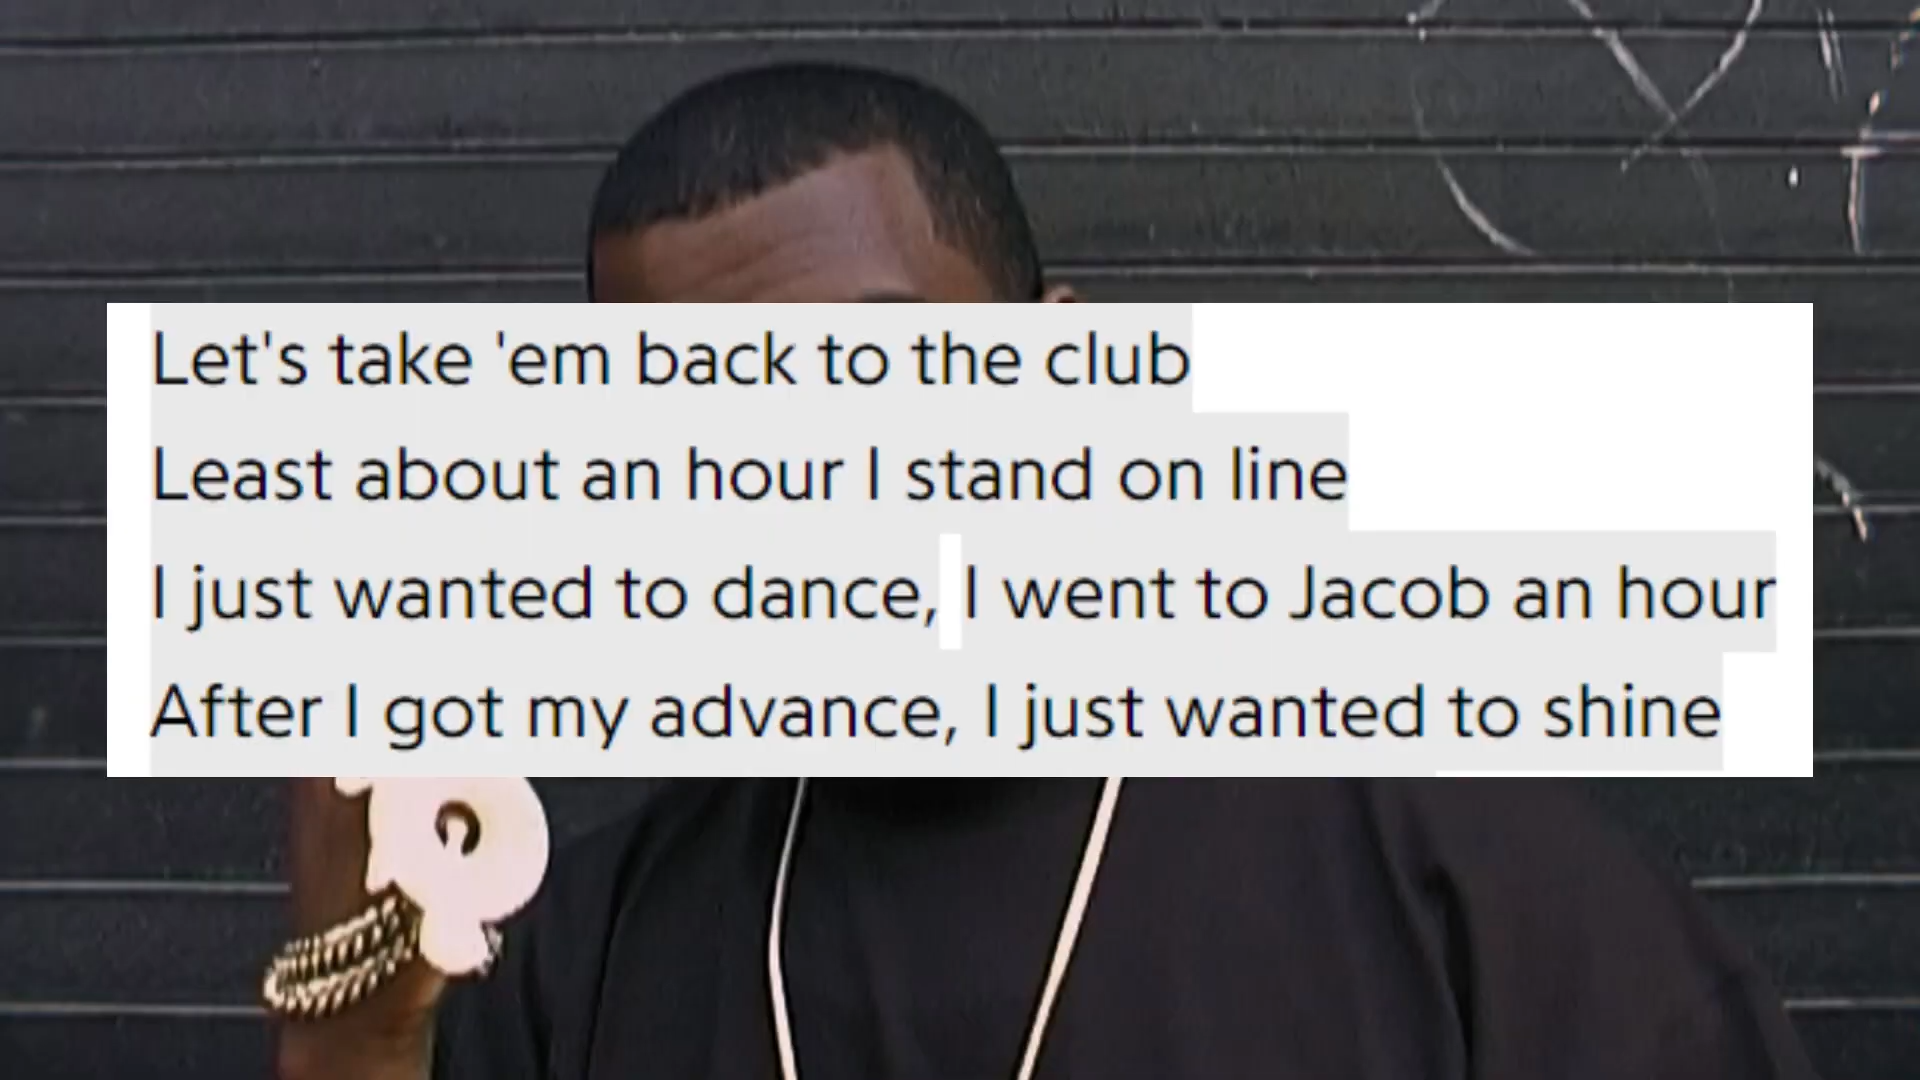 Let's take 'em back to the club
Least about an hour I stand on line
I just wanted to dance, I went to Jacob an hour
After I got my advance, I just wanted to shine